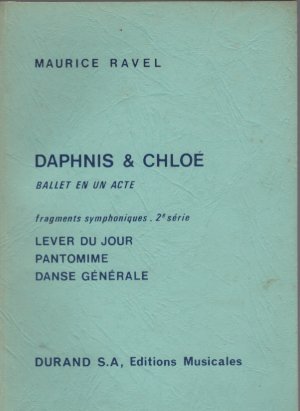 MAURICE RAVEL
DAPHNIS & CHLOÉ
BALLET EN UN ACTE
fragments symphoniques. 2e série
LEVER DU JOUR
PANTOMIME
DANSE GÉNÉRALE
DURAND S.A, Editions Musicales